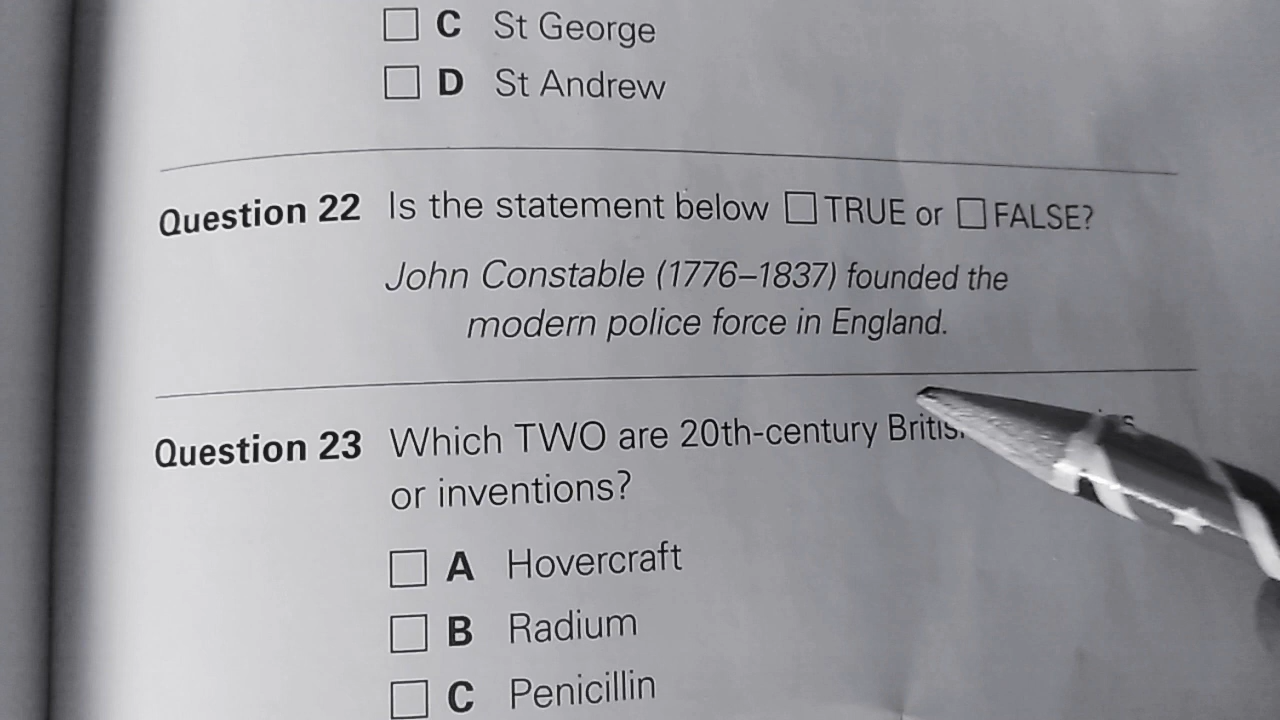 C St George
D St Andrew
Question 22 Is the statement below TRUE or FALSE?
John Constable (1776–1837) founded the
modern police force in England.
Question 23 Which TWO are 20th-century
or inventions?
A Hovercraft
B Radium
C Penicillin